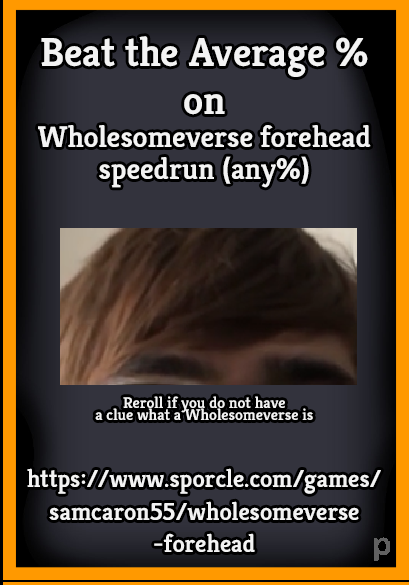 Beat the Average %
on
Wholesomeverse forehead
speedrun (any%)
Reroll if you do not have
a clue what a Wholesomeverse is
https://www.sporcle.com/games/
samcaron55/wholesomeverse
-forehead
p